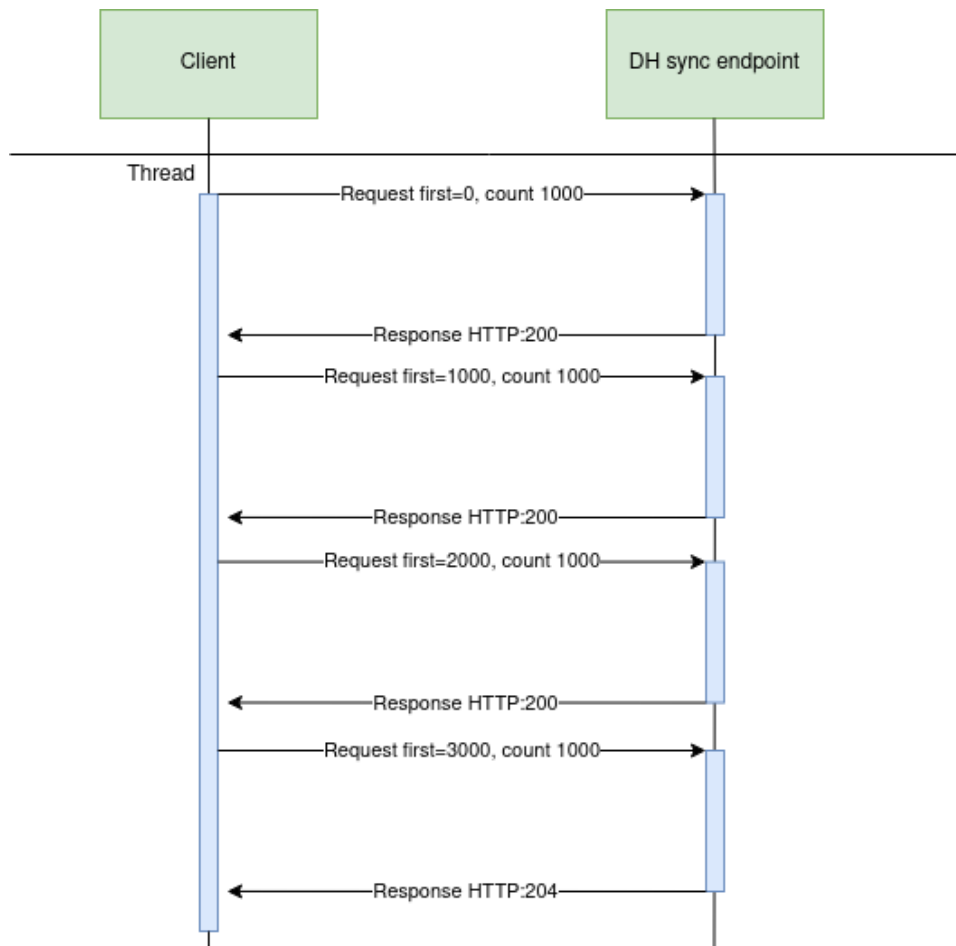 Client
DH sync endpoint
Thread
Request first=0, count 1000
Response HTTP:200
Request first=1000, count 1000
Response HTTP:200
Request first=2000, count 1000
Response HTTP:200
Request first=3000, count 1000
Response HTTP:204